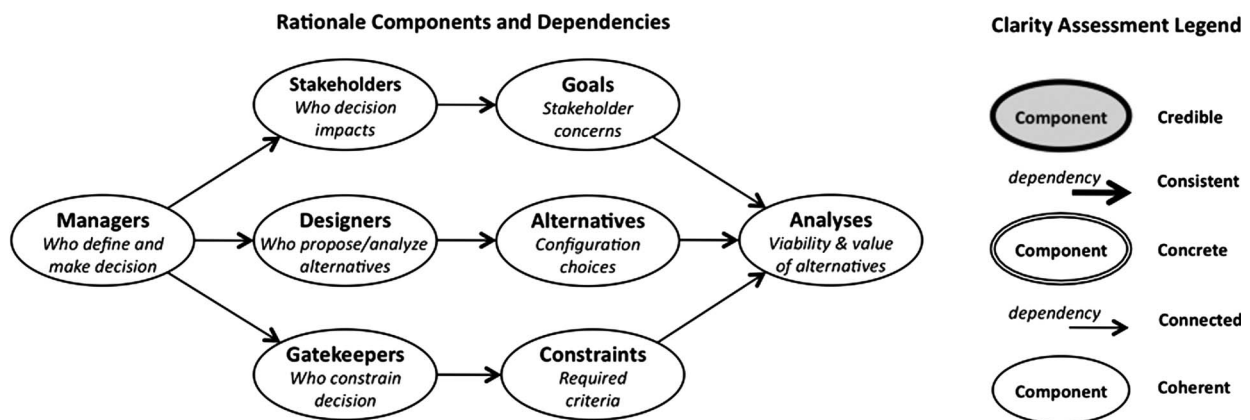 Rationale Components and Dependencies
Stakeholders
Who decision
impacts
Goals
Stakeholder
concerns
Managers
Who define and
make decision
Designers
Who propose/analyze
alternatives
Alternatives
Configuration
choices
Analyses
Viability & value
of alternatives
Gatekeepers
Who constrain
decision
Constraints
Required
criteria
Clarity Assessment Legend
Component
Credible
dependency
Consistent
Component
Concrete
dependency
Connected
Component
Coherent